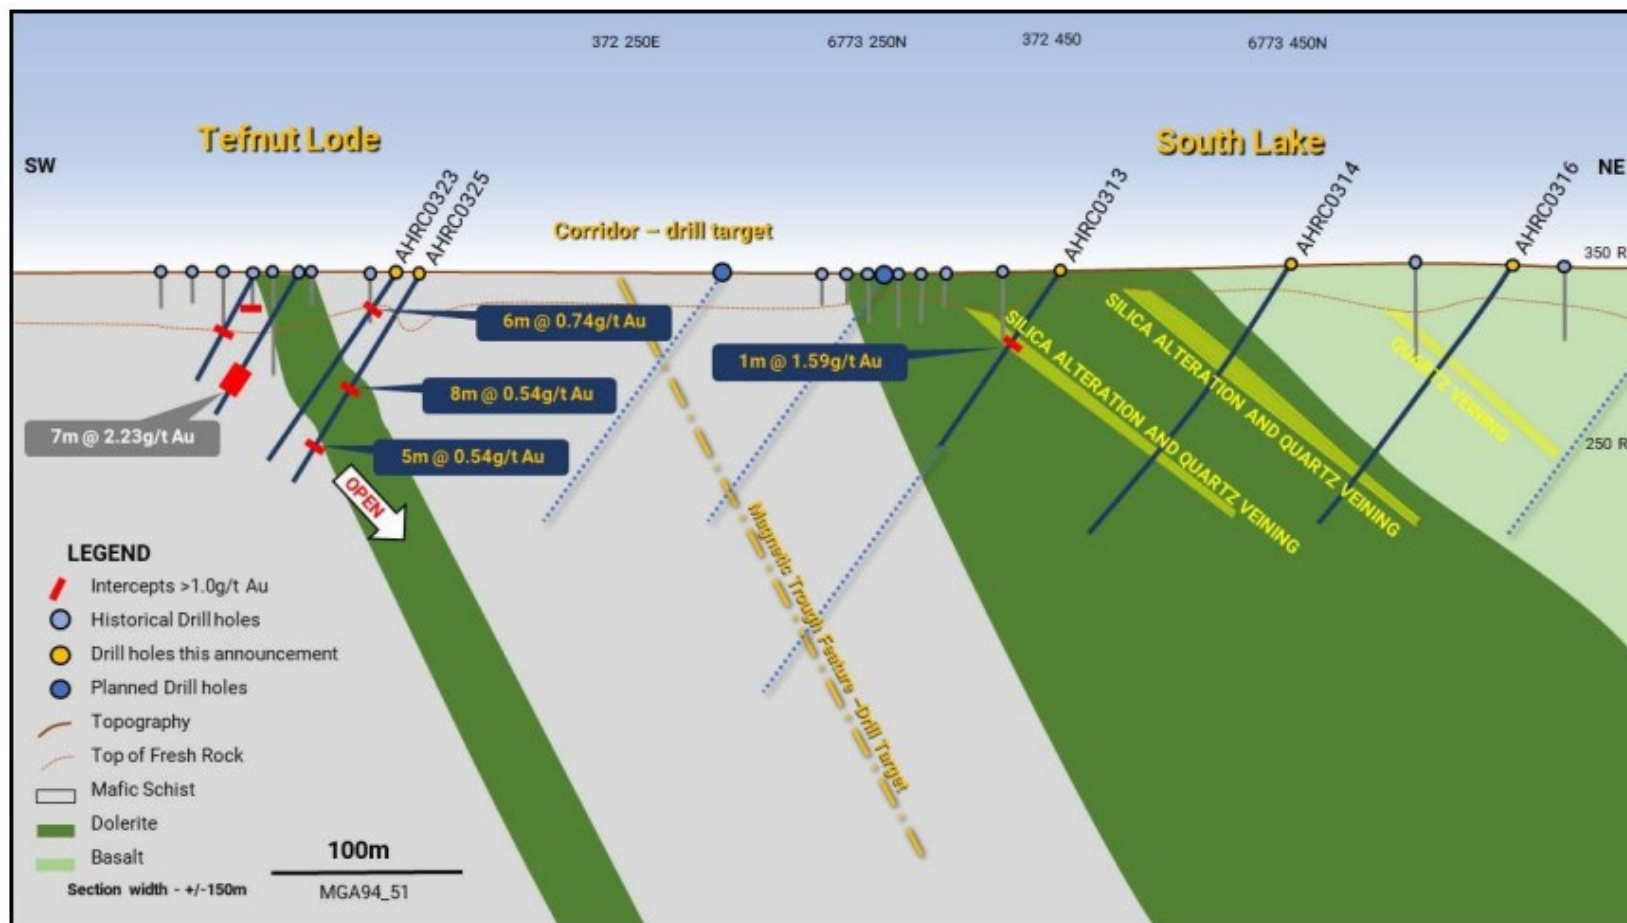 372 250E
6773 250N
372 450
6773 450N
Tefnut Lode
South Lake
SW
NE
AHRC0323
AHRC0325
Corridor – drill target
AHRC0313
AHRC0314
AHRC0316
350 R
6m @ 0.74g/t Au
1m @ 1.59g/t Au
8m @ 0.54g/t Au
7m @ 2.23g/t Au
5m @ 0.54g/t Au
250 R
OPEN
SILICA ALTERATION AND QUARTZ VEINING
SILICA ALTERATION AND QUARTZ VEINING
QUARTZ VEINING
Magnetic Trough Feature –Drill Target
LEGEND
Intercepts >1.0g/t Au
Historical Drill holes
Drill holes this announcement
Planned Drill holes
Topography
Top of Fresh Rock
Mafic Schist
Dolerite
Basalt
Section width - +/-150m
100m
MGA94_51